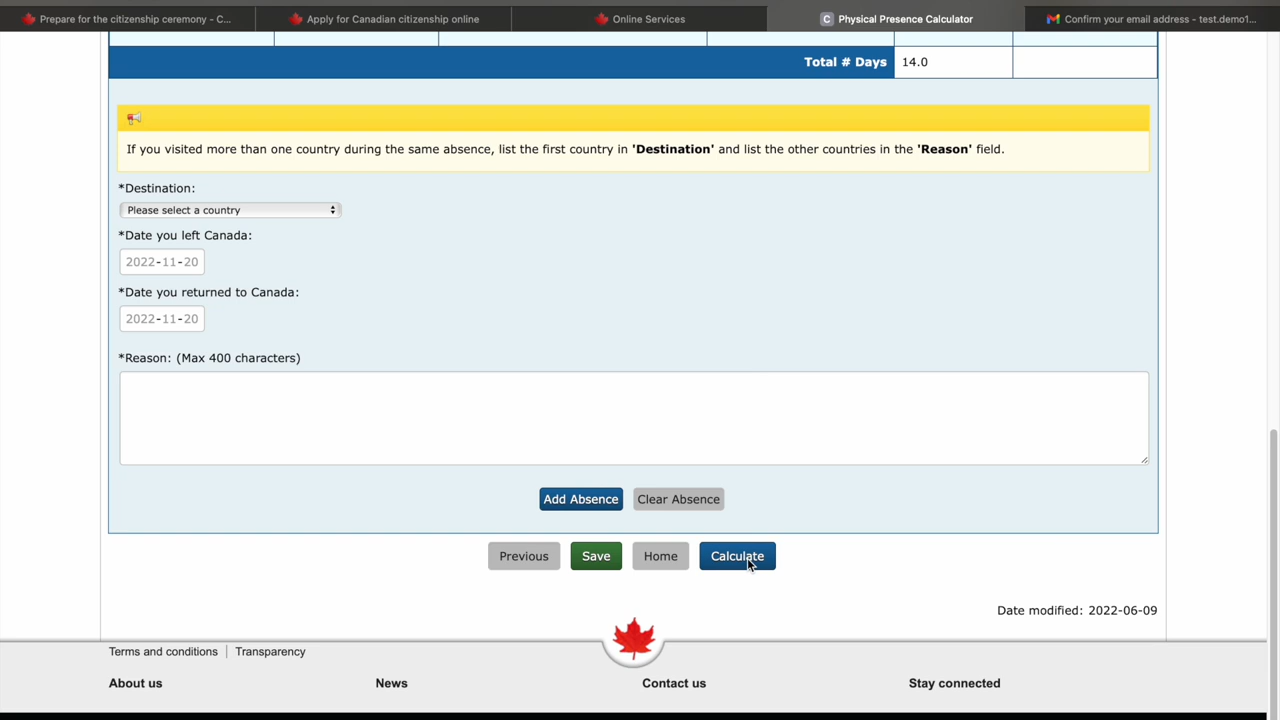 Prepare for the citizenship ceremony - C...
Apply for Canadian citizenship online
Online Services
C Physical Presence Calculator
Confirm your email address - test.demo1...
Total # Days 14.0
If you visited more than one country during the same absence, list the first country in 'Destination' and list the other countries in the 'Reason' field.
*Destination:
Please select a country
*Date you left Canada:
2022-11-20
*Date you returned to Canada:
2022-11-20
*Reason: (Max 400 characters)
Add Absence Clear Absence
Previous Save Home Calculate
Date modified: 2022-06-09
Terms and conditions | Transparency
About us News Contact us Stay connected